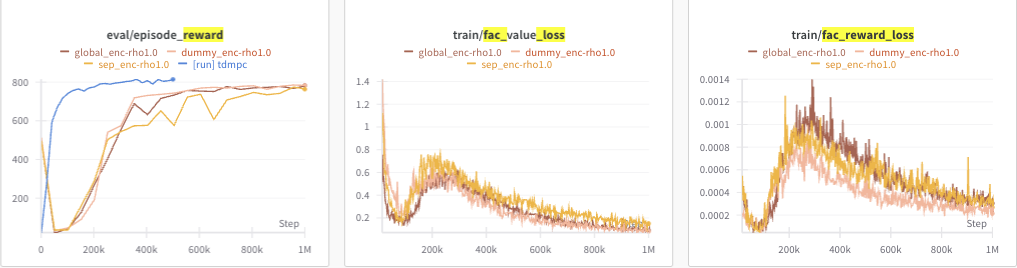 eval/episode_reward
global_enc-rho1.0 dummy_enc-rho1.0
sep_enc-rho1.0 [run] tdmpc
800
600
400
200
Step
0 200k 400k 600k 800k 1M
train/fac_value_loss
global_enc-rho1.0 dummy_enc-rho1.0
sep_enc-rho1.0
1.4
1.2
1
0.8
0.6
0.4
0.2
Step
200k 400k 600k 800k 1M
train/fac_reward_loss
global_enc-rho1.0 dummy_enc-rho1.0
sep_enc-rho1.0
0.0014
0.0012
0.001
0.0008
0.0006
0.0004
0.0002
Step
200k 400k 600k 800k 1M